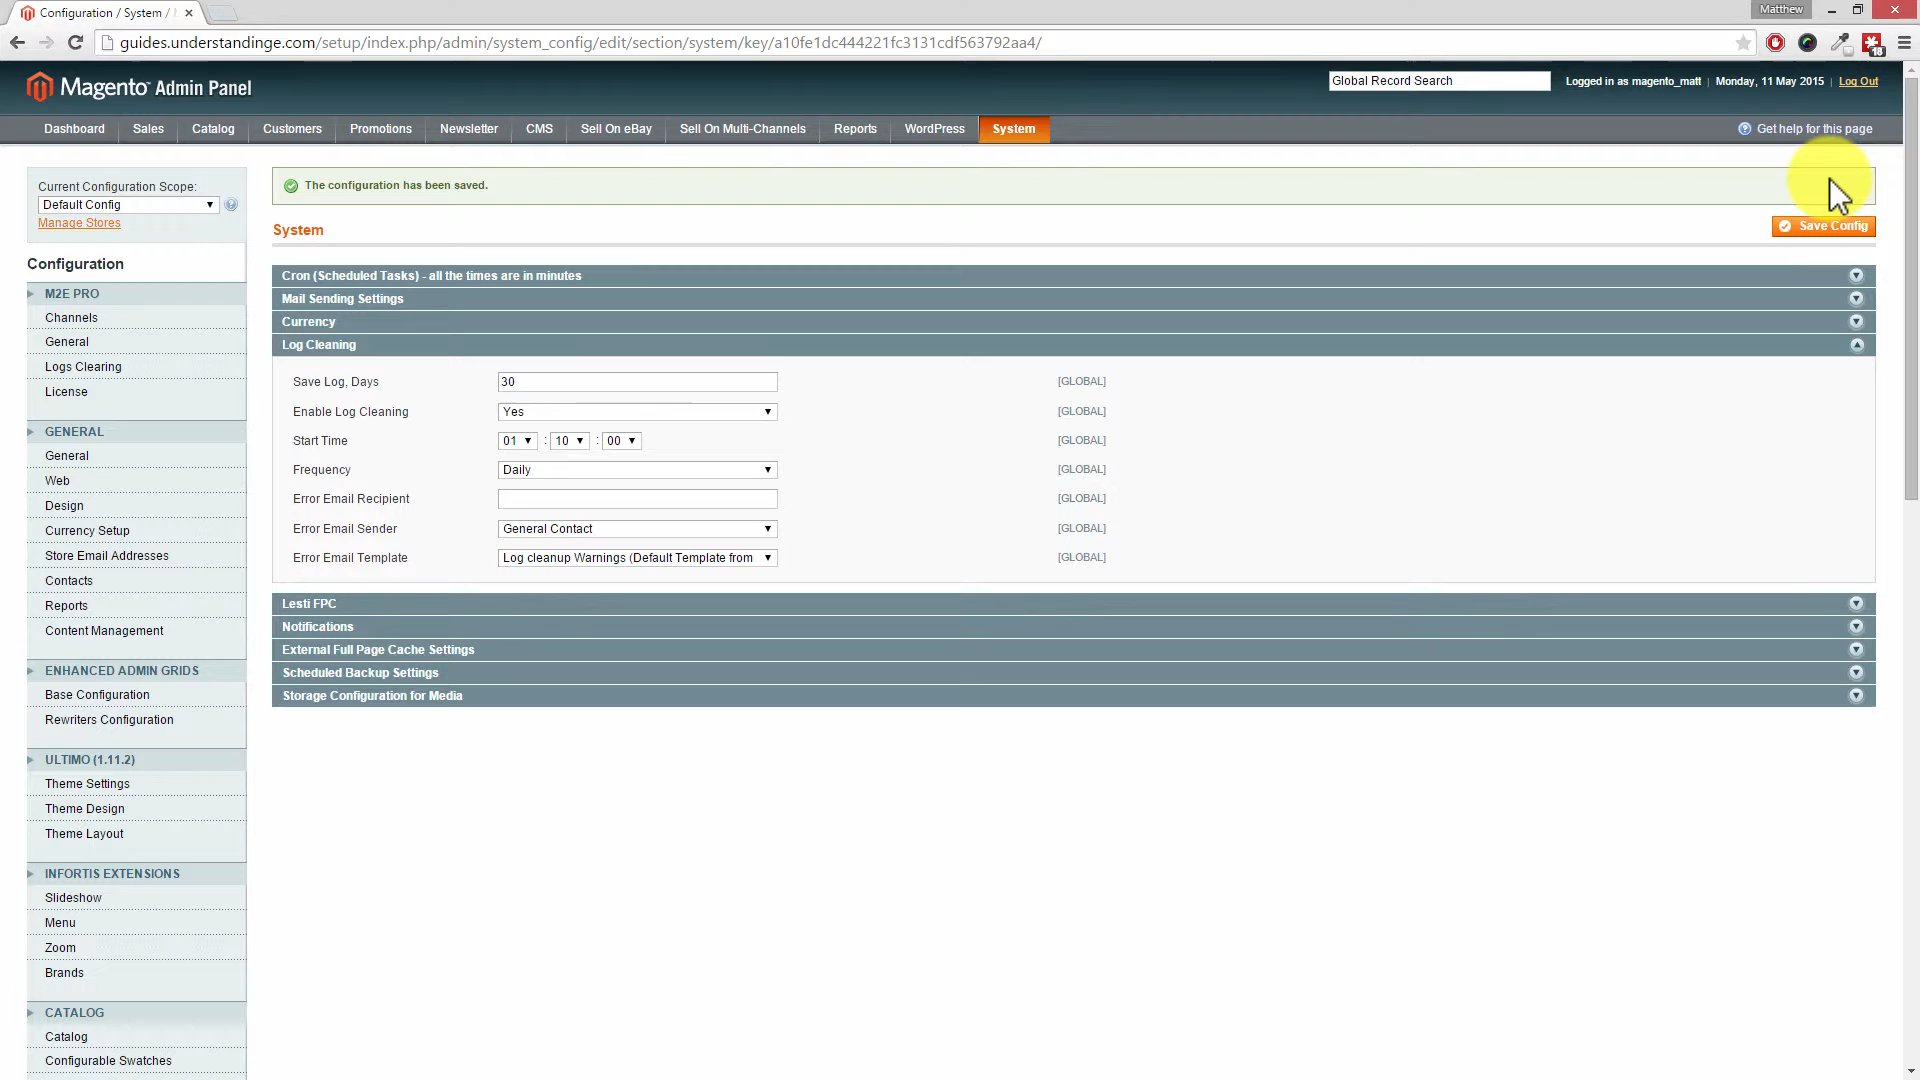 Configuration / System /
Matthew
guides.understandinge.com/setup/index.php/admin/system_config/edit/section/system/key/a10fe1dc444221fc3131cdf563792aa4/
18
Magento Admin Panel
Global Record Search
Logged in as magento_matt | Monday, 11 May 2015 | Log Out
Dashboard Sales Catalog Customers Promotions Newsletter CMS Sell On eBay Sell On Multi-Channels Reports WordPress System
Get help for this page
Current Configuration Scope:
Default Config
Manage Stores
Configuration
M2E PRO
Channels
General
Logs Clearing
License
GENERAL
General
Web
Design
Currency Setup
Store Email Addresses
Contacts
Reports
Content Management
ENHANCED ADMIN GRIDS
Base Configuration
Rewriters Configuration
ULTIMO (1.11.2)
Theme Settings
Theme Design
Theme Layout
INFORTIS EXTENSIONS
Slideshow
Menu
Zoom
Brands
CATALOG
Catalog
Configurable Swatches
The configuration has been saved.
System
Save Config
Cron (Scheduled Tasks) - all the times are in minutes
Mail Sending Settings
Currency
Log Cleaning
Save Log, Days 30 [GLOBAL]
Enable Log Cleaning Yes [GLOBAL]
Start Time 01 : 10 : 00 [GLOBAL]
Frequency Daily [GLOBAL]
Error Email Recipient [GLOBAL]
Error Email Sender General Contact [GLOBAL]
Error Email Template Log cleanup Warnings (Default Template from [GLOBAL]
Lesti FPC
Notifications
External Full Page Cache Settings
Scheduled Backup Settings
Storage Configuration for Media